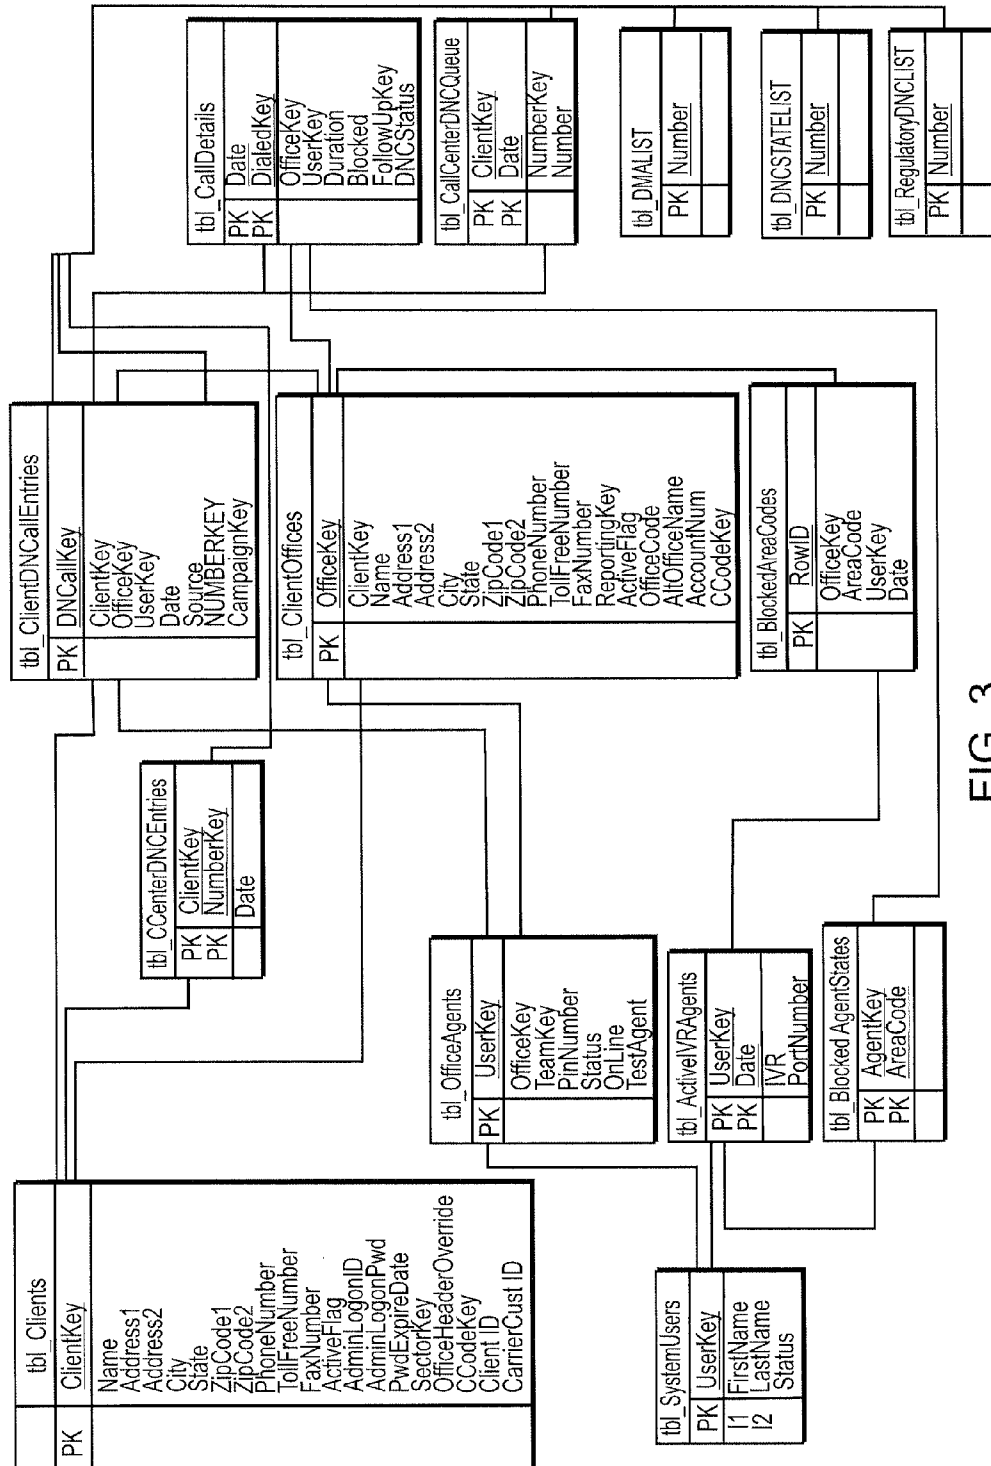 tbl_Clients
PK
ClientKey
Name
Address1
Address2
City
State
ZipCode1
ZipCode2
PhoneNumber
TollFreeNumber
FaxNumber
ActiveFlag
AdminLogonID
AdminLogonPwd
PwdExpireDate
SectorKey
OfficeHeaderOverride
CCodeKey
Client ID
CarrierCust ID
tbl_SystemUsers
PK UserKey
I1 FirstName
I2 LastName
Status
tbl_CCenterDNCEntries
PK ClientKey
PK NumberKey
Date
tbl_OfficeAgents
PK UserKey
OfficeKey
TeamKey
PinNumber
Status
OnLine
TestAgent
tbl_ActiveIVRAgents
PK UserKey
PK Date
IVR
PortNumber
tbl_Blocked AgentStates
PK AgentKey
PK AreaCode
tbl_ClientDNCallEntries
PK DNCallKey
ClientKey
OfficeKey
UserKey
Date
Source
NUMBERKEY
CampaignKey
tbl_ClientOffices
PK OfficeKey
ClientKey
Name
Address1
Address2
City
State
ZipCode1
ZipCode2
PhoneNumber
TollFreeNumber
FaxNumber
ReportingKey
ActiveFlag
OfficeCode
AltOfficeName
AccountNum
CCodeKey
tbl_BlockedAreaCodes
PK RowID
OfficeKey
AreaCode
UserKey
Date
tbl_CallDetails
PK Date
PK DialedKey
OfficeKey
UserKey
Duration
Blocked
FollowUpKey
DNCStatus
tbl_CallCenterDNCQueue
PK ClientKey
PK Date
NumberKey
Number
tbl_DMALIST
PK Number
tbl_DNCSTATELIST
PK Number
tbl_RegulatoryDNCLIST
PK Number
FIG. 3